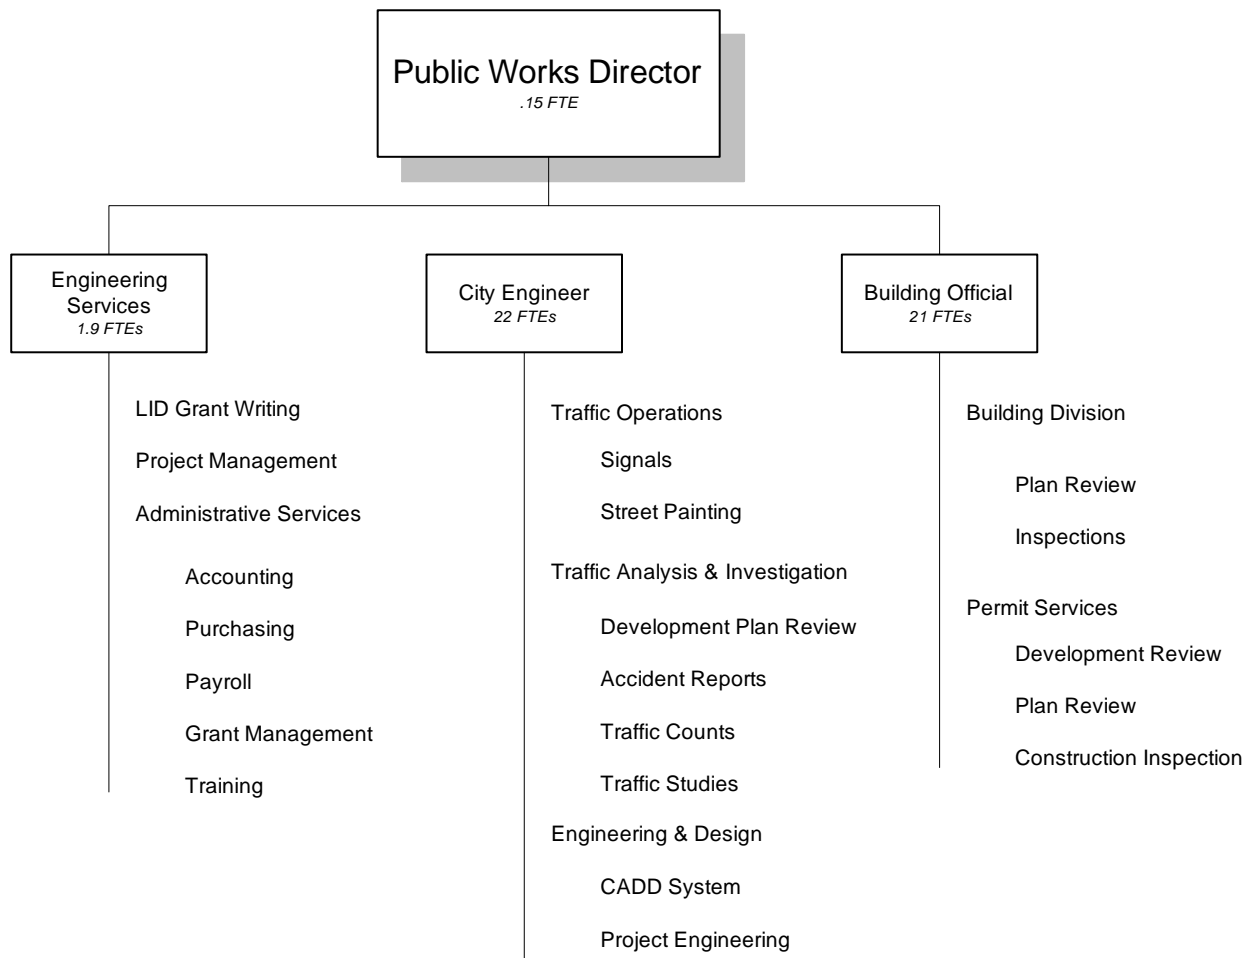 Public Works Director
.15 FTE
Engineering
Services
1.9 FTEs
LID Grant Writing
Project Management
Administrative Services
Accounting
Purchasing
Payroll
Grant Management
Training
City Engineer
22 FTEs
Traffic Operations
Signals
Street Painting
Traffic Analysis & Investigation
Development Plan Review
Accident Reports
Traffic Counts
Traffic Studies
Engineering & Design
CADD System
Project Engineering
Building Official
21 FTEs
Building Division
Plan Review
Inspections
Permit Services
Development Review
Plan Review
Construction Inspection